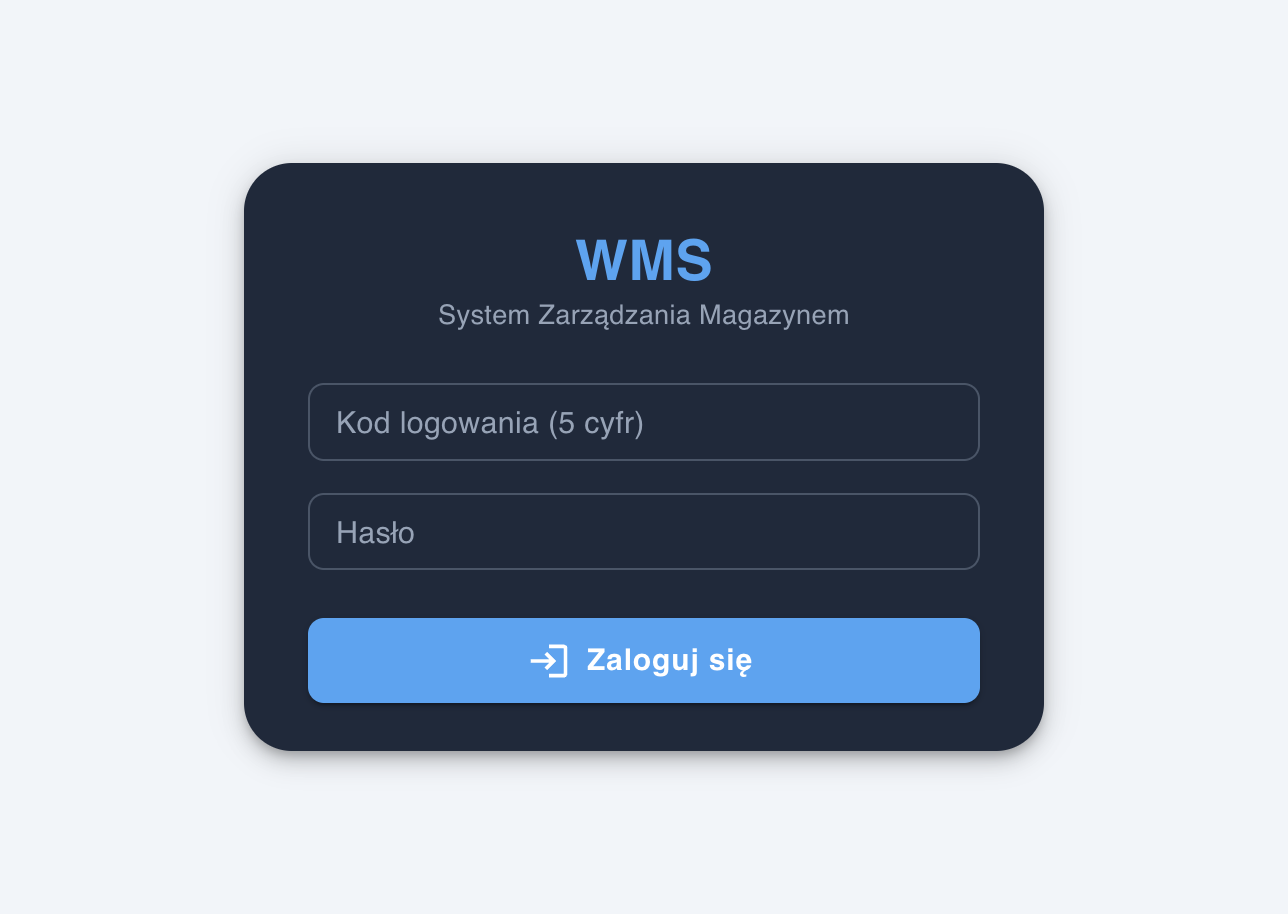 WMS
System Zarządzania Magazynem
Kod logowania (5 cyfr)
Hasło
Zaloguj się